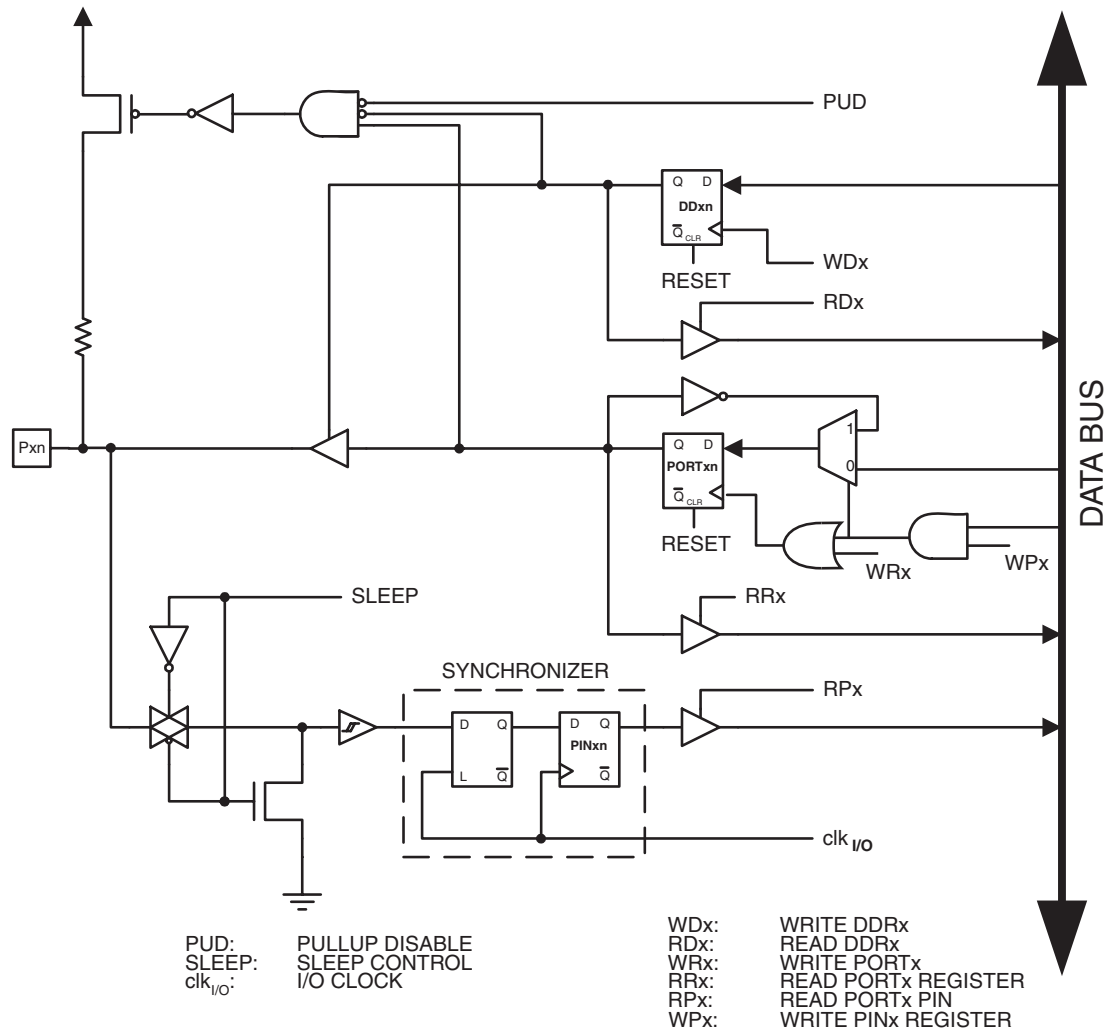 PUD
Q D
DDxn
Q CLR
WDx
RESET
RDx
1
Pxn
Q D
0
PORTxn
Q CLR
DATA BUS
RESET
WRx
WPx
SLEEP
RRx
SYNCHRONIZER
RPx
D Q
D Q
PINxn
L Q
Q
clk I/O
PUD: PULLUP DISABLE
SLEEP: SLEEP CONTROL
clkI/O: I/O CLOCK
WDx: WRITE DDRx
RDx: READ DDRx
WRx: WRITE PORTx
RRx: READ PORTx REGISTER
RPx: READ PORTx PIN
WPx: WRITE PINx REGISTER